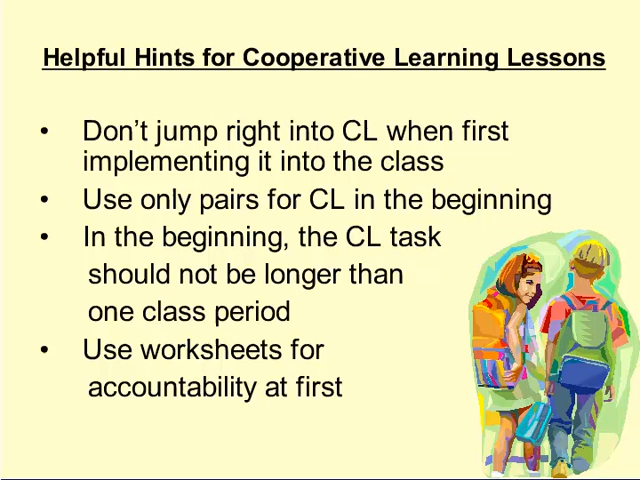 Helpful Hints for Cooperative Learning Lessons
• Don't jump right into CL when first
implementing it into the class
• Use only pairs for CL in the beginning
• In the beginning, the CL task
should not be longer than
one class period
• Use worksheets for
accountability at first